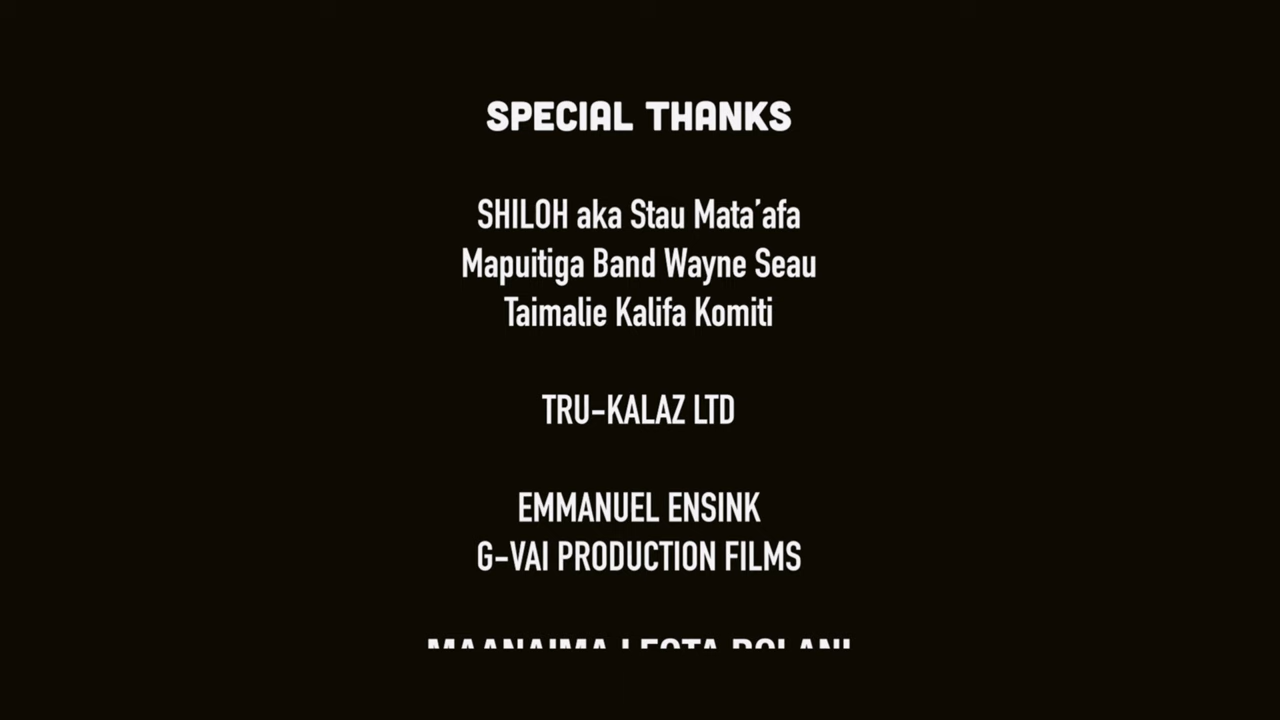 SPECIAL THANKS
SHILOH aka Stau Mata’afa
Mapuitiga Band Wayne Seau
Taimalie Kalifa Komiti
TRU-KALAZ LTD
EMMANUEL ENSINK
G-VAI PRODUCTION FILMS